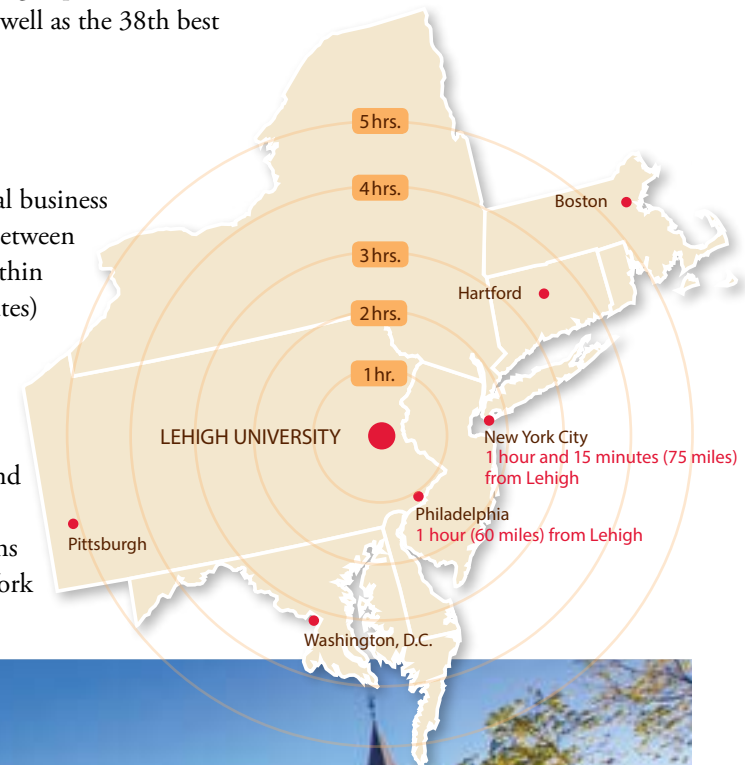 well as the 38th best
al business
etween
thin
tes)
nd
ns
ork
5 hrs.
4 hrs.
3 hrs.
2 hrs.
1 hr.
Boston
Hartford
LEHIGH UNIVERSITY
New York City
1 hour and 15 minutes (75 miles)
from Lehigh
Philadelphia
1 hour (60 miles) from Lehigh
Pittsburgh
Washington, D.C.